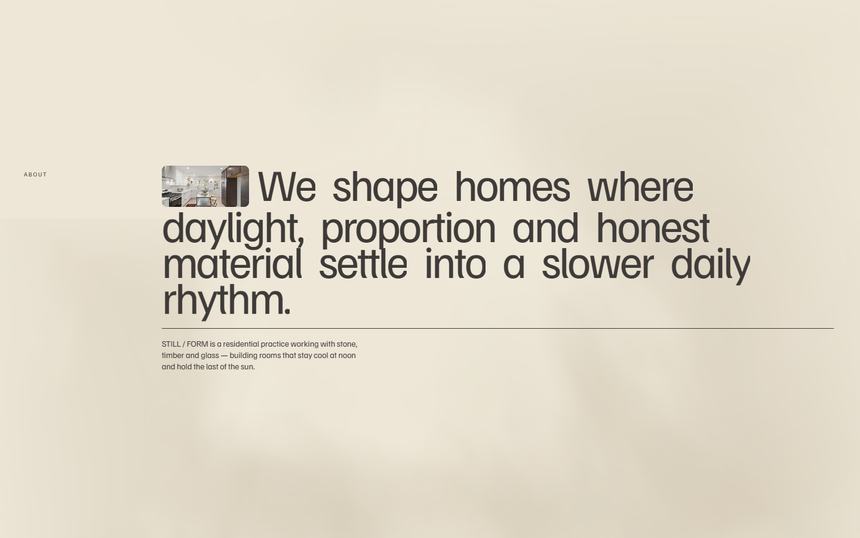 ABOUT
We shape homes where
daylight, proportion and honest
material settle into a slower daily
rhythm.
STILL / FORM is a residential practice working with stone,
timber and glass — building rooms that stay cool at noon
and hold the last of the sun.